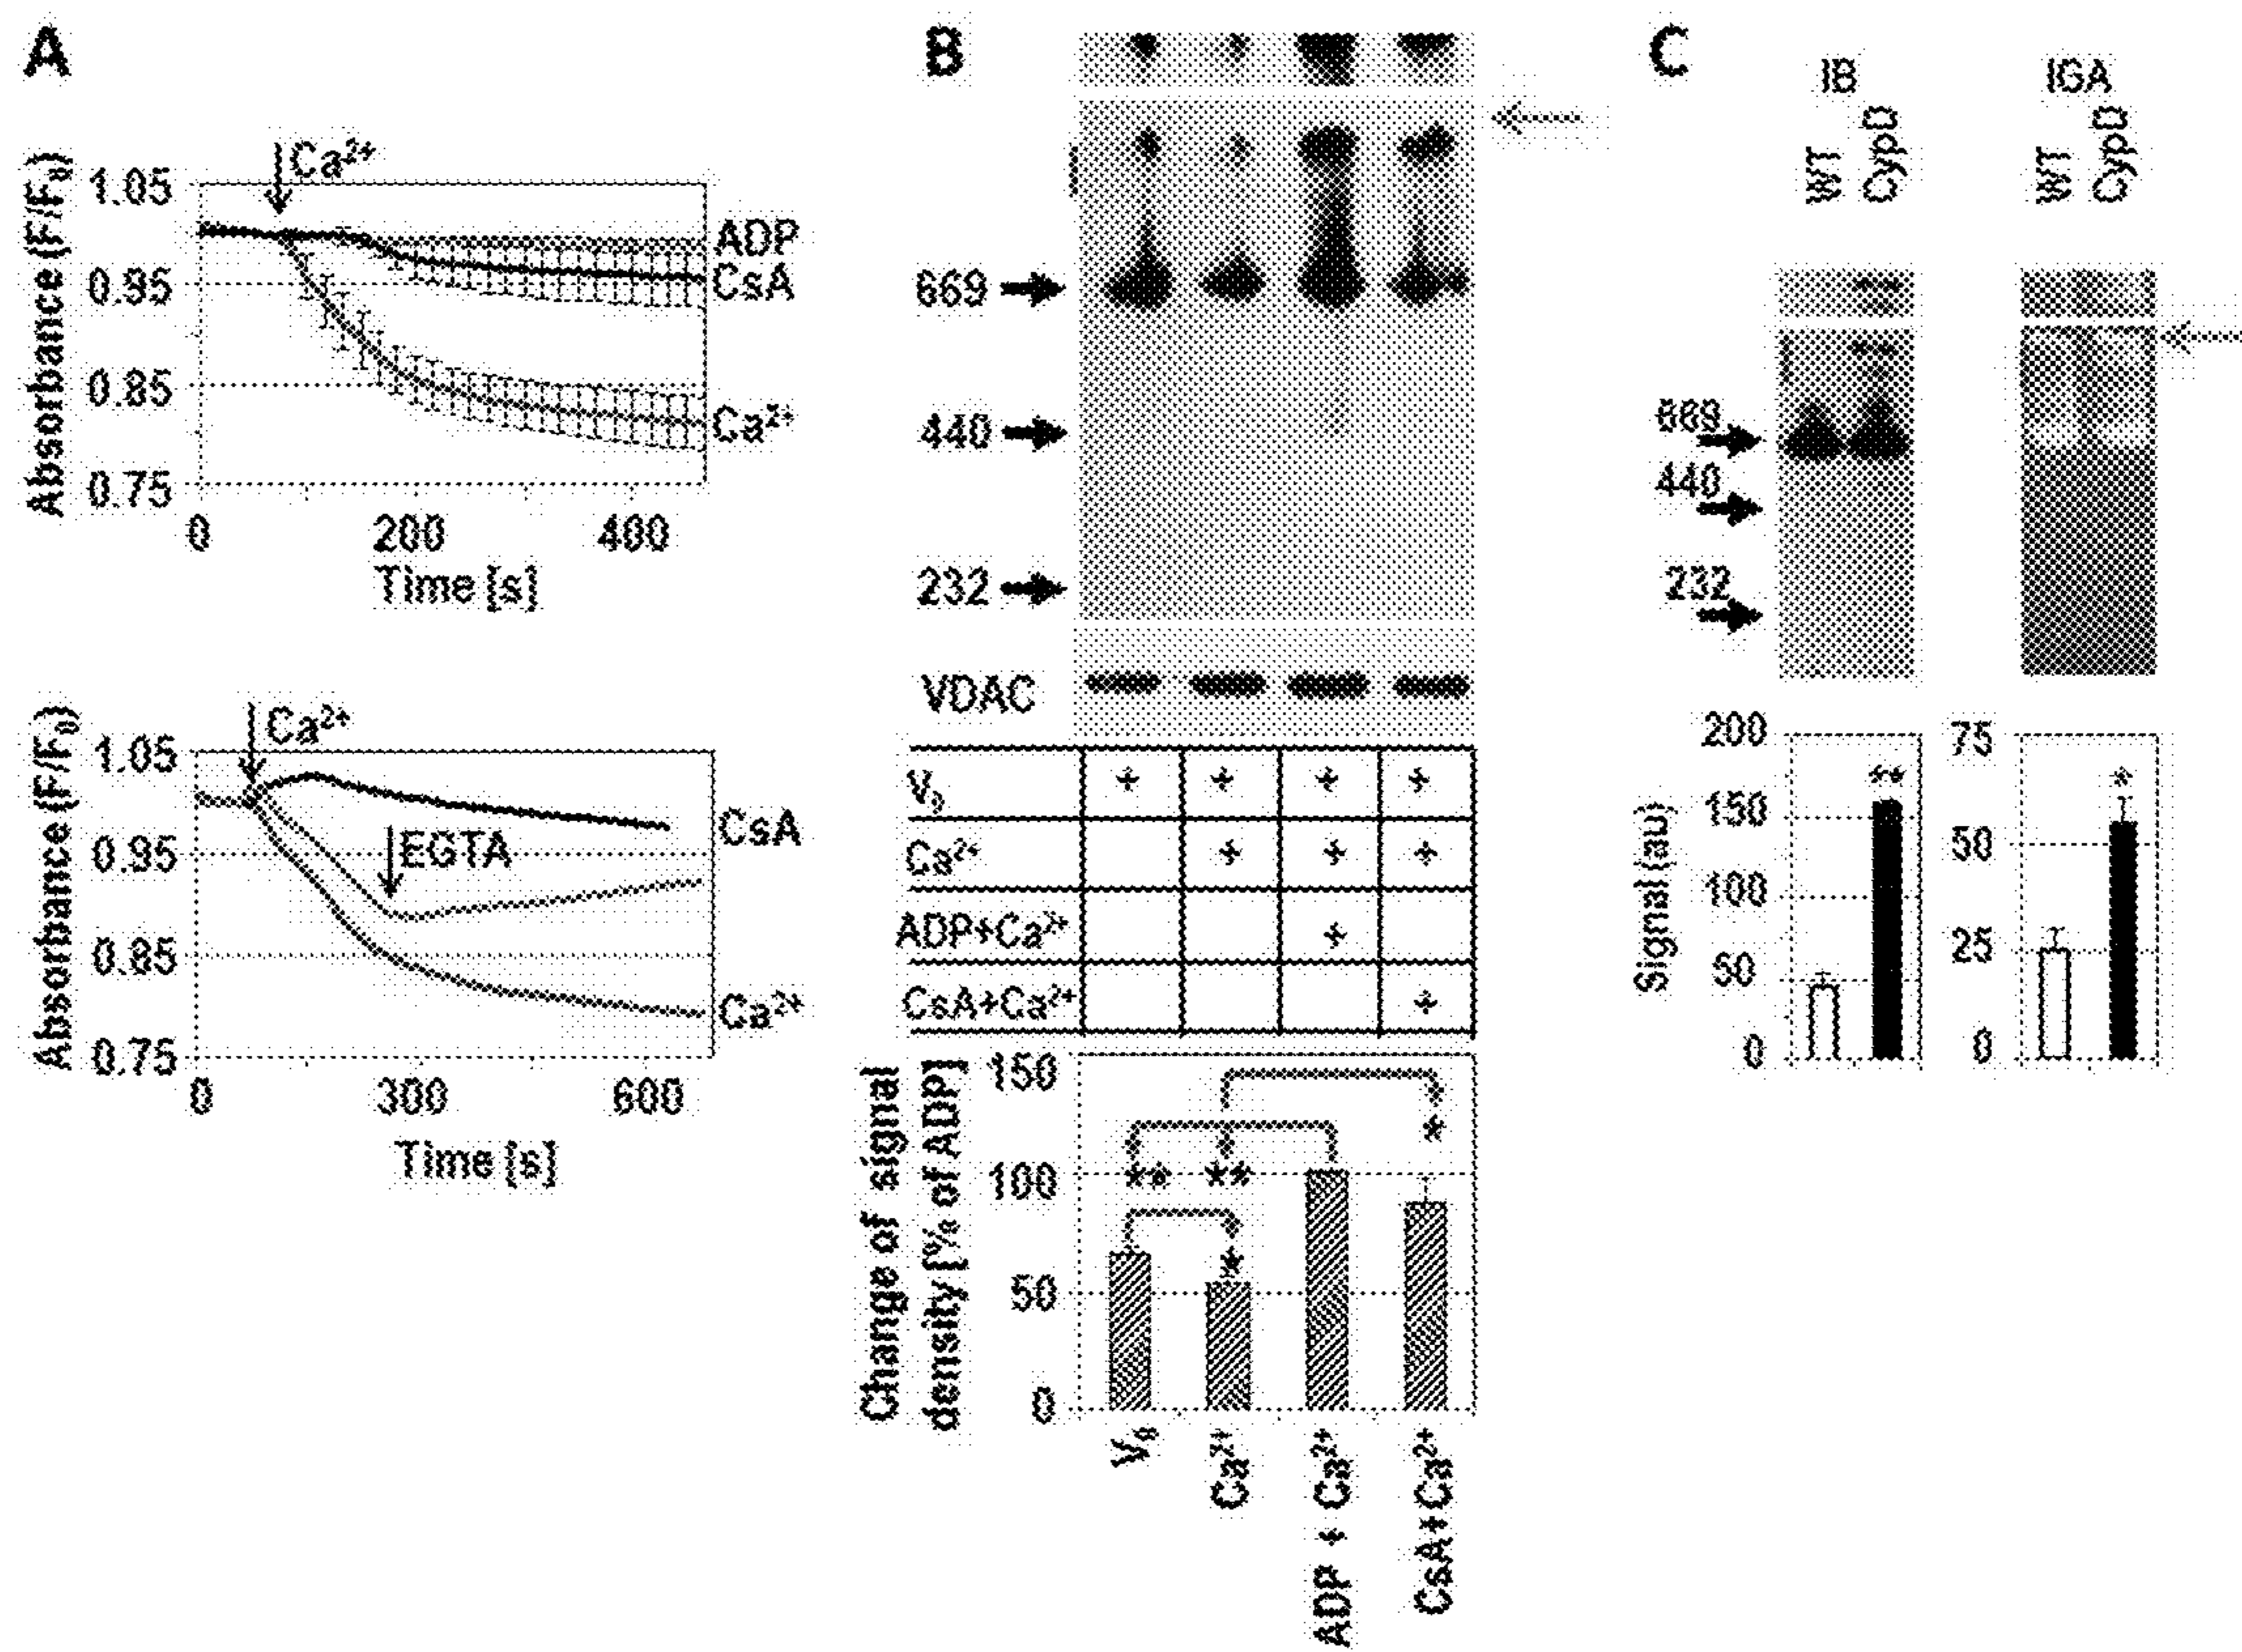 A
Absorbance (F/F0)
Ca2+
1.05
0.95
0.85
0.75
ADP
CsA
Ca2+
0
200
400
Time [s]
Absorbance (F/F0)
Ca2+
1.05
0.95
0.85
0.75
EGTA
CsA
Ca2+
0
300
600
Time [s]
B
669
440
232
VDAC
V0 + + + +
Ca2+ + + +
ADP+Ca2+ +
CsA+Ca2+ +
Change of signal
density [% of ADP]
150
100
50
0
** **
*
*
V0
Ca2+
ADP + Ca2+
CsA+Ca2+
C
IB
IGA
WT
CypD
WT
CypD
669
440
232
Signal (au)
200
150
100
50
0
**
75
50
25
0
*